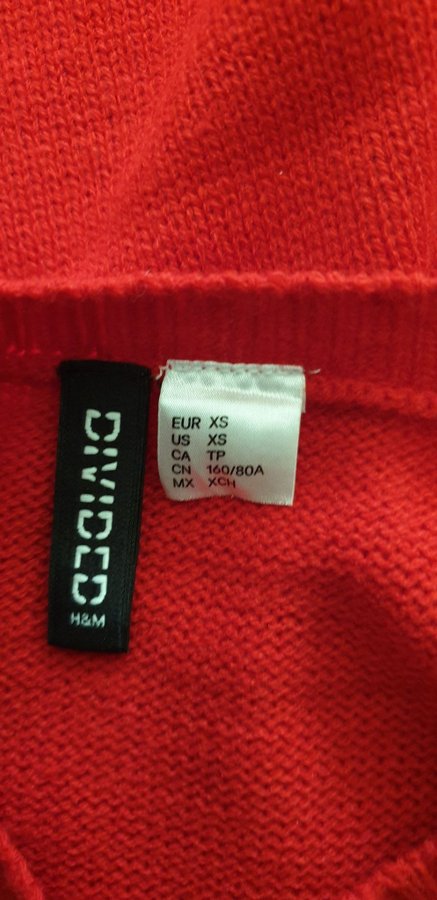 DIVIDED
H&M
EUR XS
US XS
CA TP
CN 160/80A
MX XCH